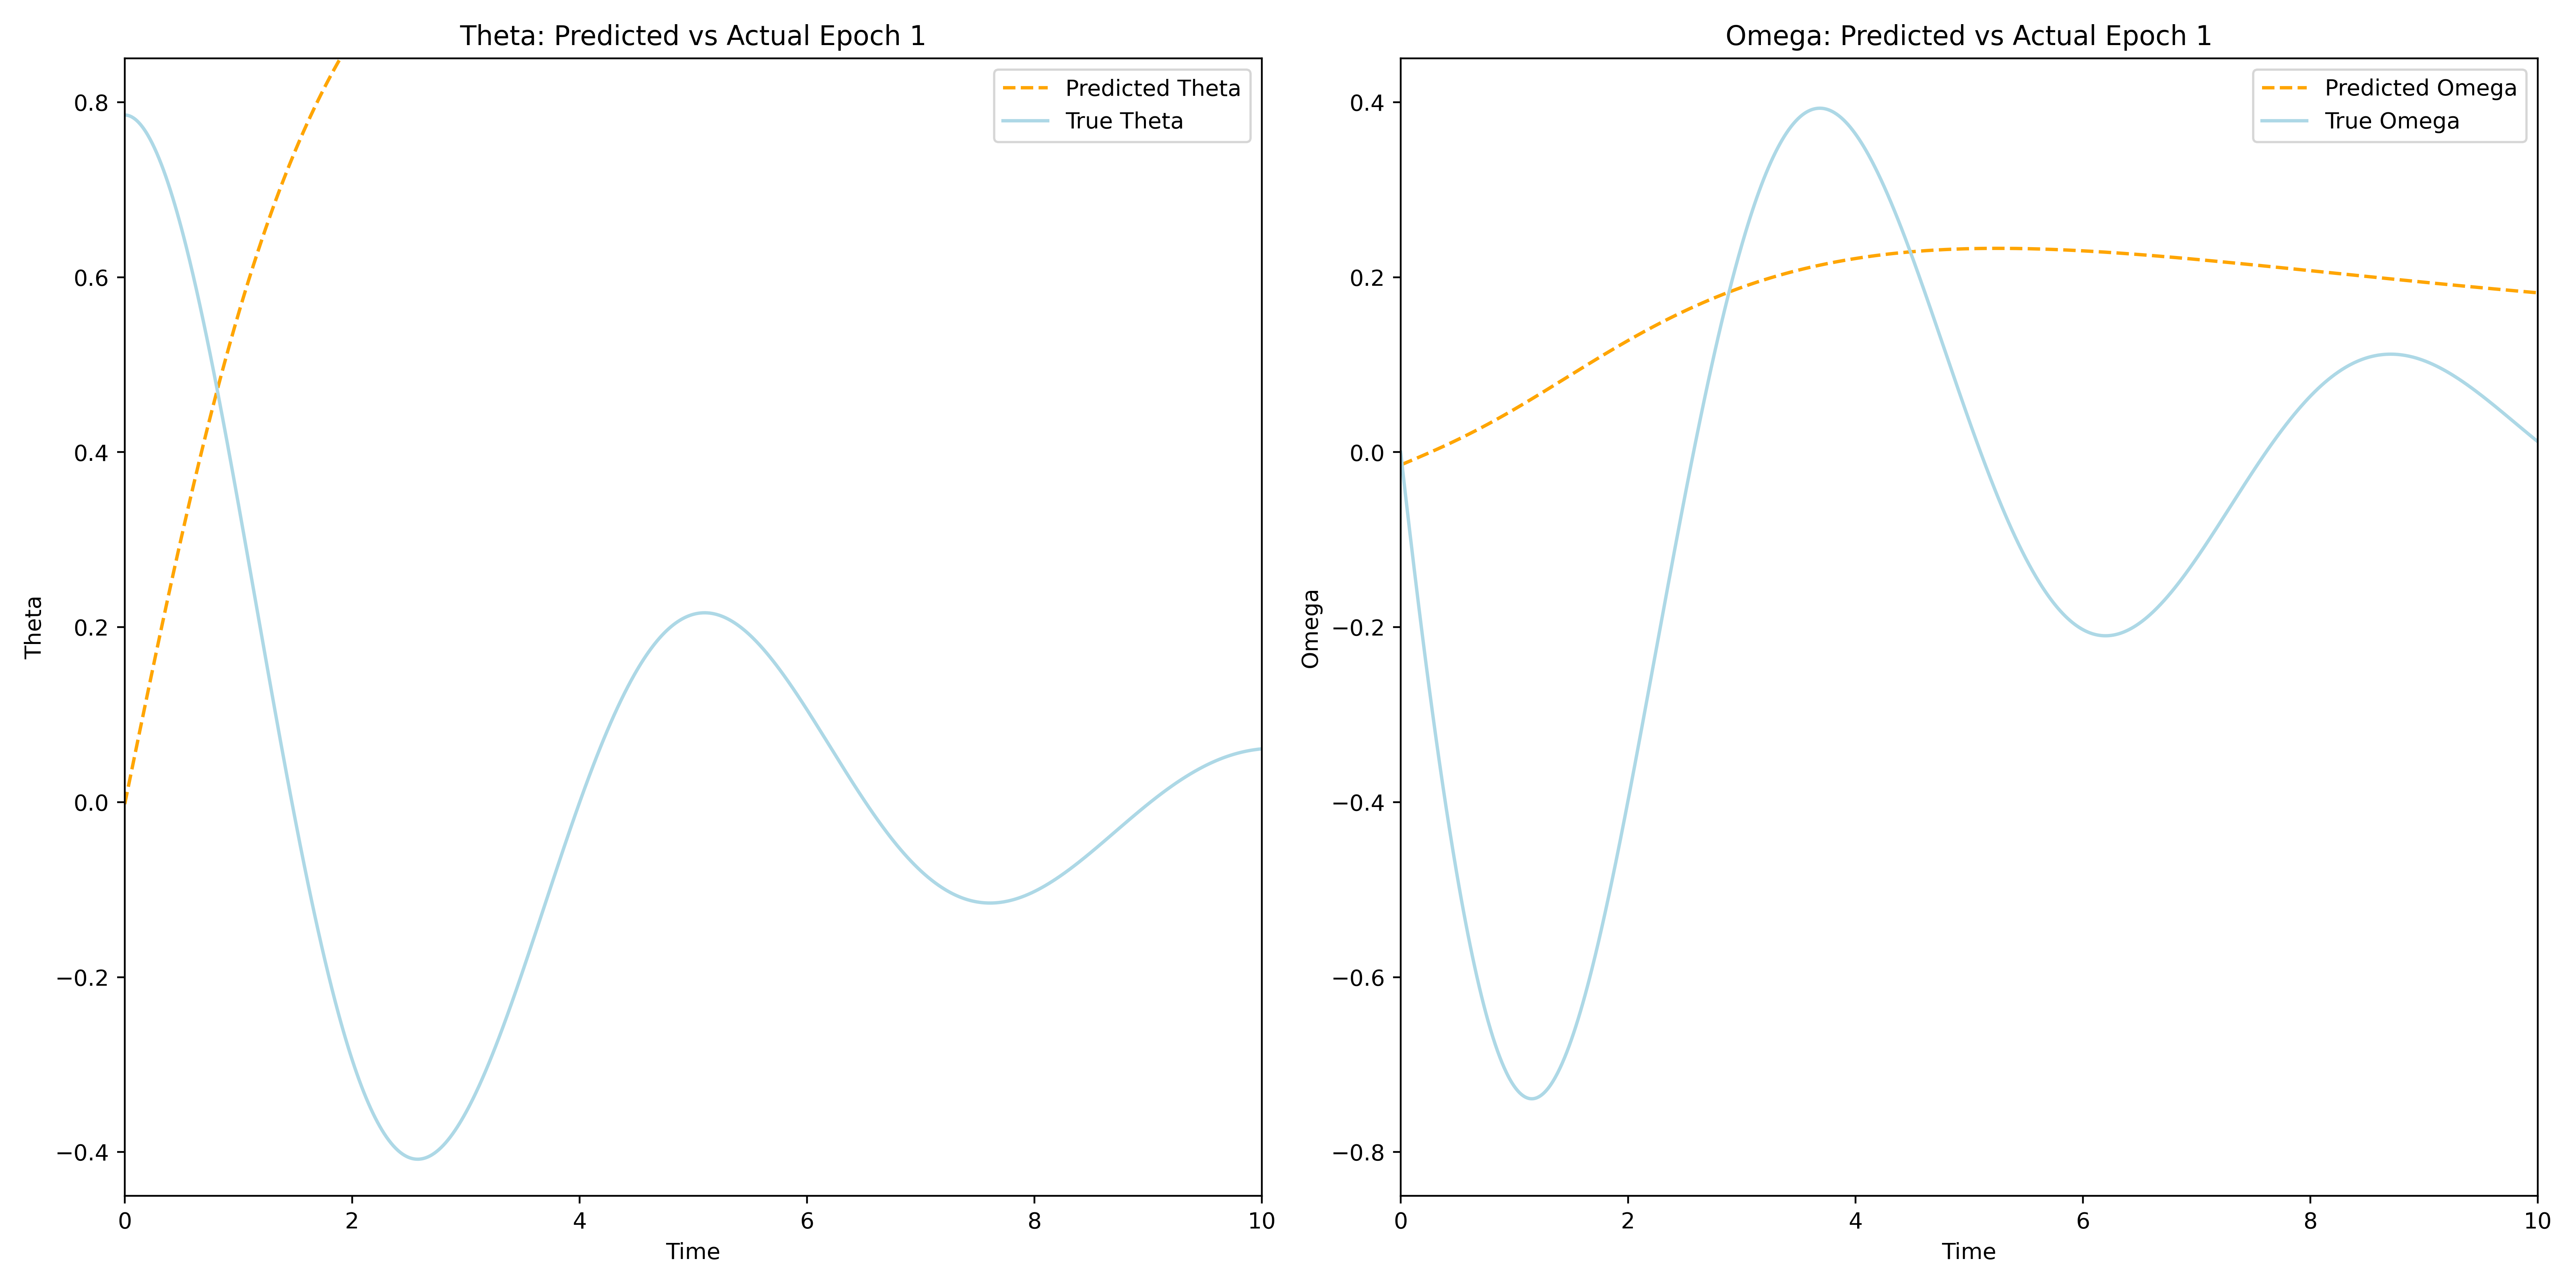 Theta: Predicted vs Actual Epoch 1
Predicted Theta
True Theta
Theta
0.8
0.6
0.4
0.2
0.0
−0.2
−0.4
0 2 4 6 8 10
Time
Omega: Predicted vs Actual Epoch 1
Predicted Omega
True Omega
Omega
0.4
0.2
0.0
−0.2
−0.4
−0.6
−0.8
0 2 4 6 8 10
Time